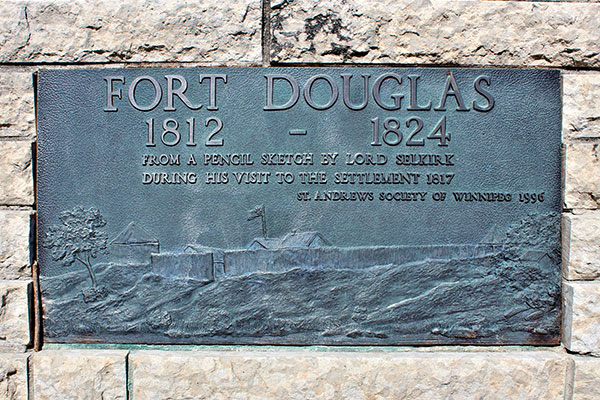 FORT DOUGLAS
1812 – 1824
FROM A PENCIL SKETCH BY LORD SELKIRK
DURING HIS VISIT TO THE SETTLEMENT 1817
ST. ANDREWS SOCIETY OF WINNIPEG 1996